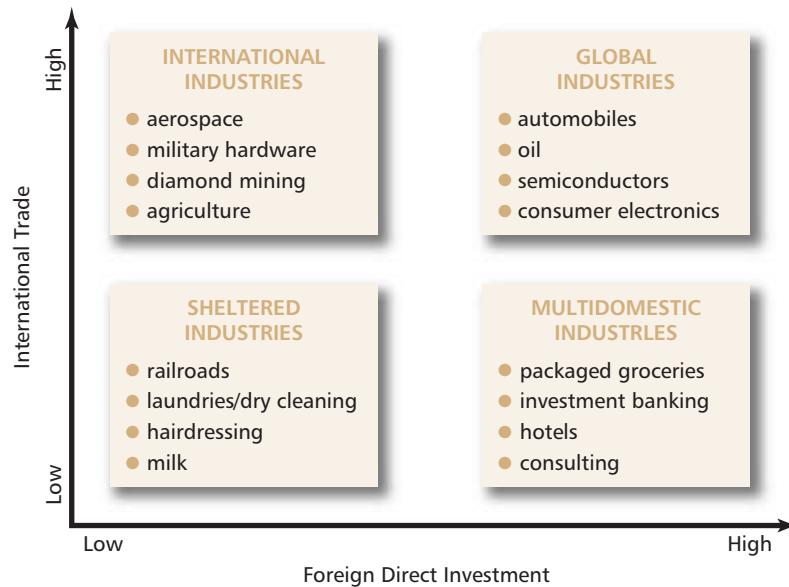 High
INTERNATIONAL
INDUSTRIES
aerospace
military hardware
diamond mining
agriculture
GLOBAL
INDUSTRIES
automobiles
oil
semiconductors
consumer electronics
International Trade
SHELTERED
INDUSTRIES
railroads
laundries/dry cleaning
hairdressing
milk
MULTIDOMESTIC
INDUSTRLES
packaged groceries
investment banking
hotels
consulting
Low
Low
High
Foreign Direct Investment